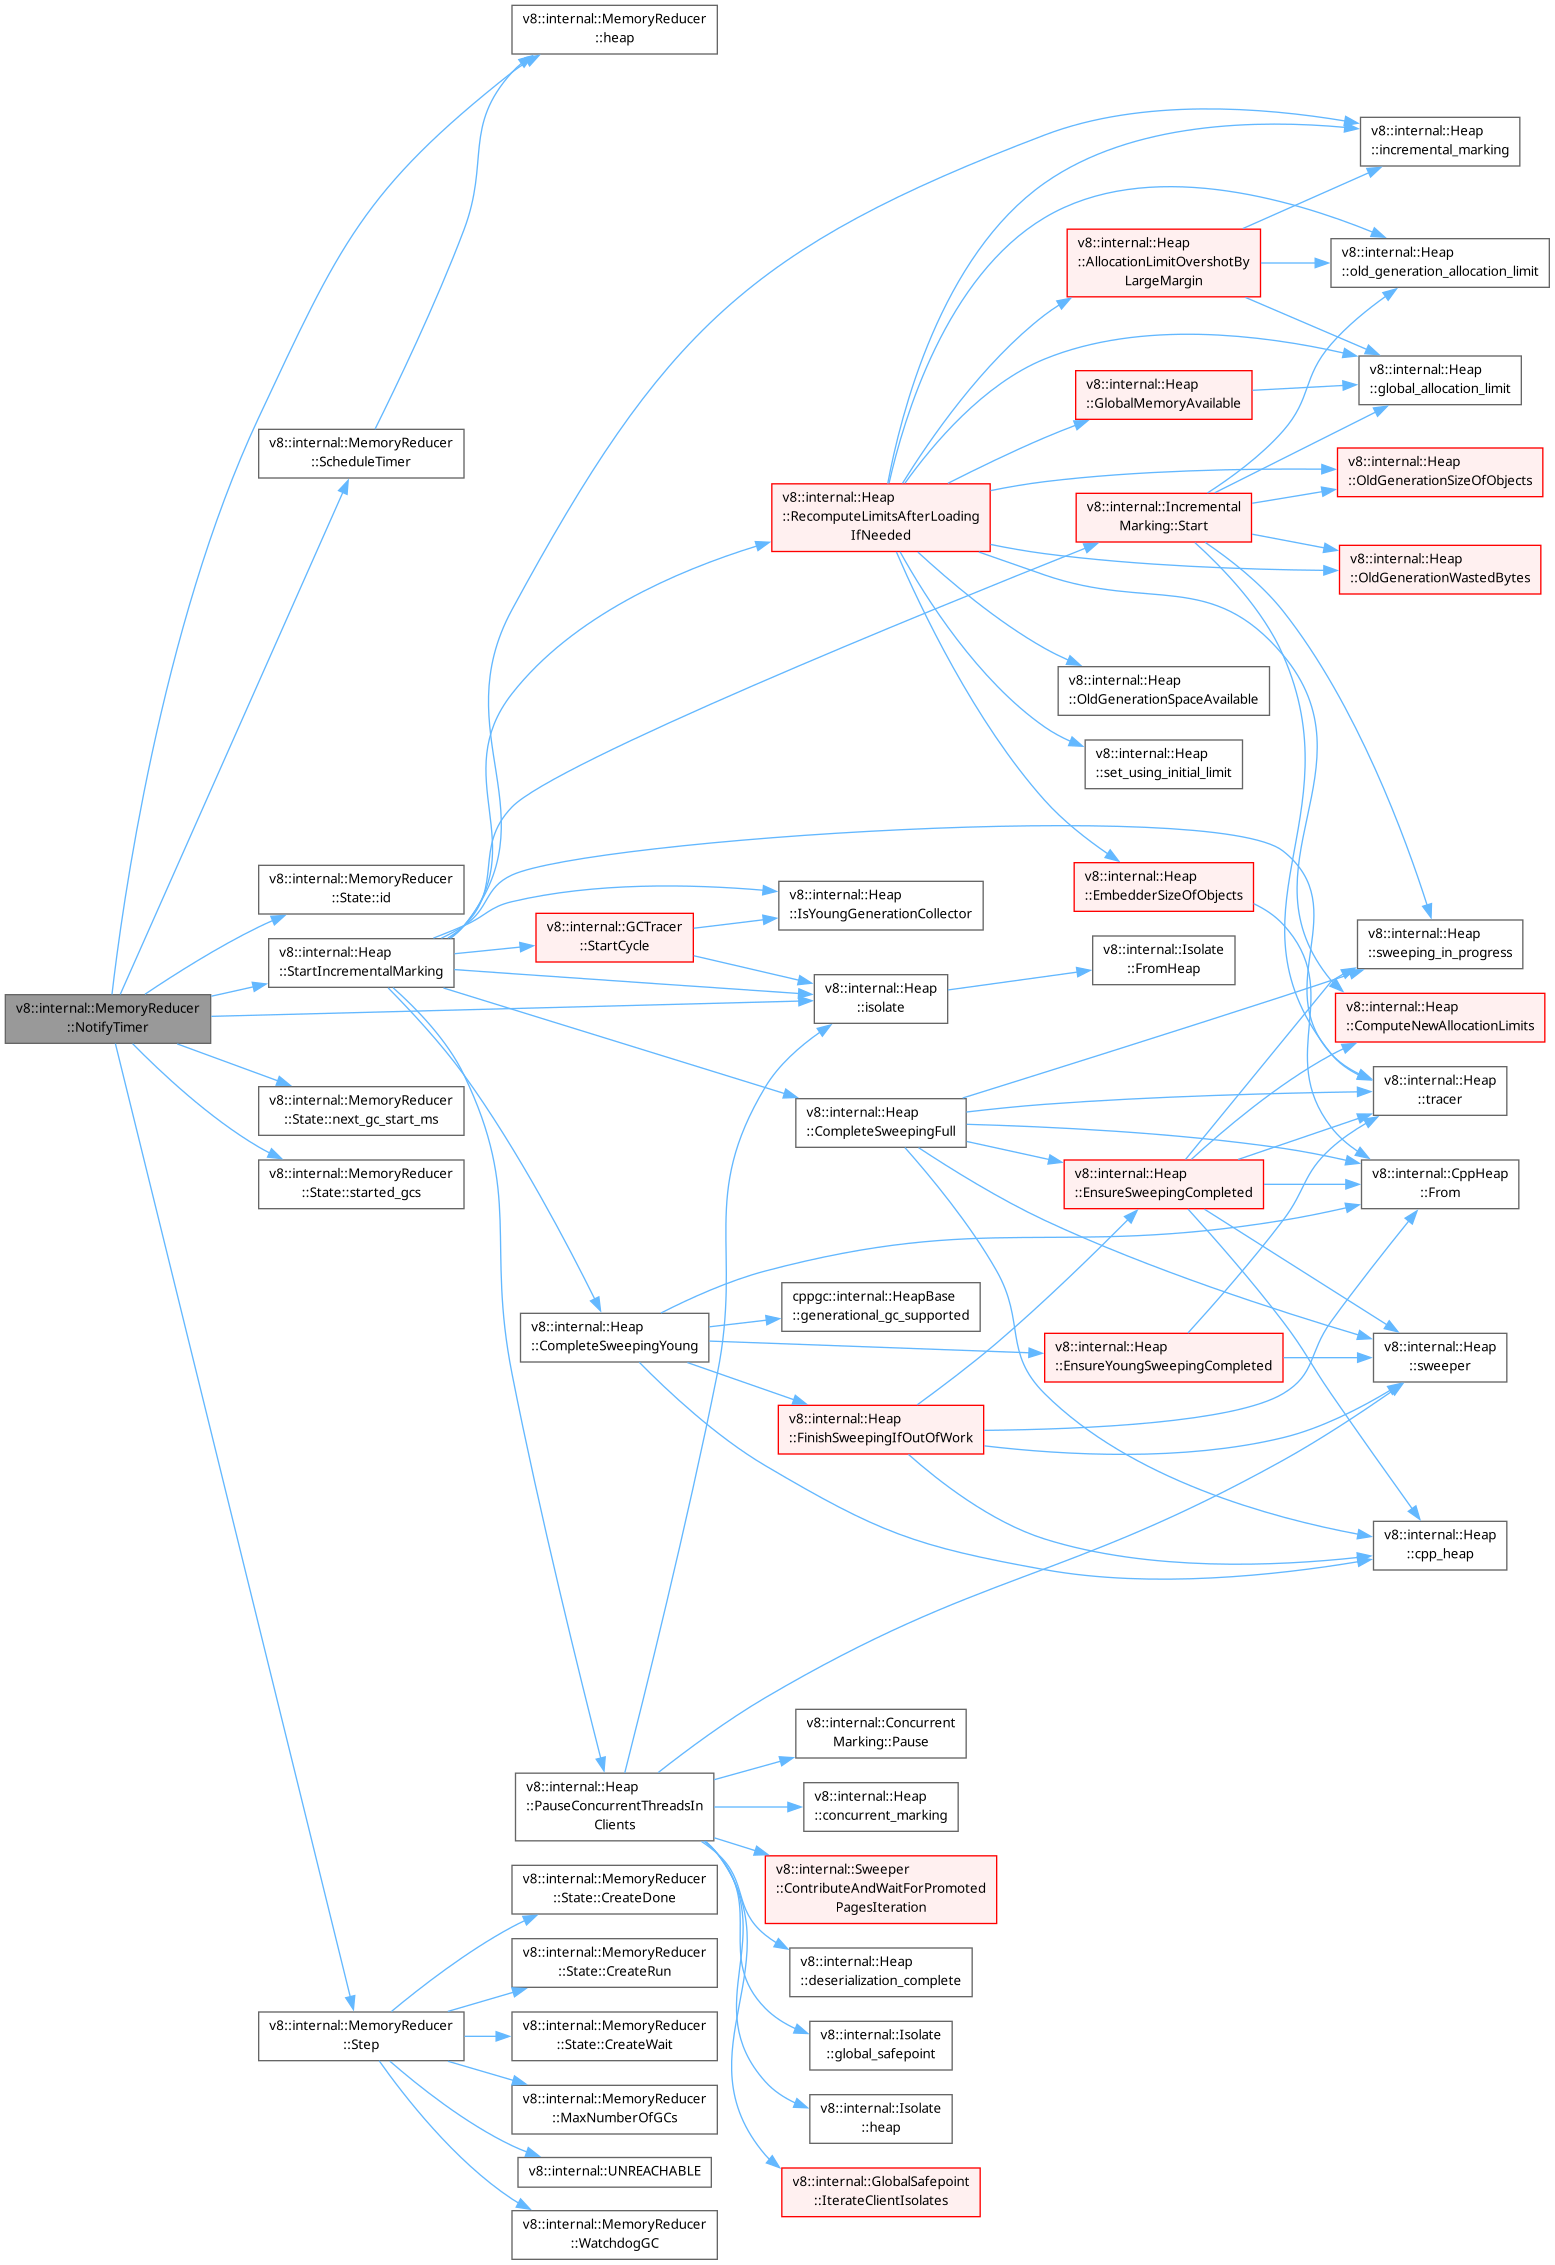 v8::internal::MemoryReducer
::heap
v8::internal::Heap
::incremental_marking
v8::internal::Heap
::AllocationLimitOvershotBy
LargeMargin
v8::internal::Heap
::old_generation_allocation_limit
v8::internal::Heap
::global_allocation_limit
v8::internal::Heap
::GlobalMemoryAvailable
v8::internal::MemoryReducer
::ScheduleTimer
v8::internal::Heap
::OldGenerationSizeOfObjects
v8::internal::Heap
::RecomputeLimitsAfterLoading
IfNeeded
v8::internal::Incremental
Marking::Start
v8::internal::Heap
::OldGenerationWastedBytes
v8::internal::Heap
::OldGenerationSpaceAvailable
v8::internal::Heap
::set_using_initial_limit
v8::internal::MemoryReducer
::State::id
v8::internal::Heap
::EmbedderSizeOfObjects
v8::internal::Heap
::IsYoungGenerationCollector
v8::internal::Heap
::StartIncrementalMarking
v8::internal::GCTracer
::StartCycle
v8::internal::Isolate
::FromHeap
v8::internal::Heap
::sweeping_in_progress
v8::internal::MemoryReducer
::NotifyTimer
v8::internal::Heap
::isolate
v8::internal::Heap
::ComputeNewAllocationLimits
v8::internal::MemoryReducer
::State::next_gc_start_ms
v8::internal::Heap
::CompleteSweepingFull
v8::internal::Heap
::tracer
v8::internal::MemoryReducer
::State::started_gcs
v8::internal::Heap
::EnsureSweepingCompleted
v8::internal::CppHeap
::From
cppgc::internal::HeapBase
::generational_gc_supported
v8::internal::Heap
::CompleteSweepingYoung
v8::internal::Heap
::EnsureYoungSweepingCompleted
v8::internal::Heap
::sweeper
v8::internal::Heap
::FinishSweepingIfOutOfWork
v8::internal::Heap
::cpp_heap
v8::internal::Concurrent
Marking::Pause
v8::internal::Heap
::PauseConcurrentThreadsIn
Clients
v8::internal::Heap
::concurrent_marking
v8::internal::Sweeper
::ContributeAndWaitForPromoted
PagesIteration
v8::internal::MemoryReducer
::State::CreateDone
v8::internal::MemoryReducer
::State::CreateRun
v8::internal::Heap
::deserialization_complete
v8::internal::MemoryReducer
::Step
v8::internal::MemoryReducer
::State::CreateWait
v8::internal::Isolate
::global_safepoint
v8::internal::MemoryReducer
::MaxNumberOfGCs
v8::internal::Isolate
::heap
v8::internal::UNREACHABLE
v8::internal::GlobalSafepoint
::IterateClientIsolates
v8::internal::MemoryReducer
::WatchdogGC